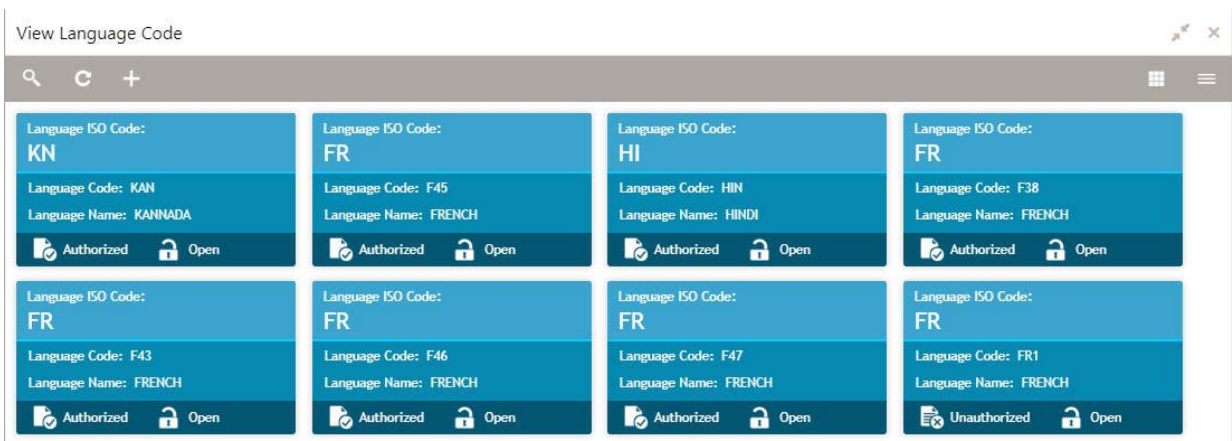 View Language Code
Language ISO Code:
KN
Language Code: KAN
Language Name: KANNADA
Authorized Open
Language ISO Code:
FR
Language Code: F45
Language Name: FRENCH
Authorized Open
Language ISO Code:
HI
Language Code: HIN
Language Name: HINDI
Authorized Open
Language ISO Code:
FR
Language Code: F38
Language Name: FRENCH
Authorized Open
Language ISO Code:
FR
Language Code: F43
Language Name: FRENCH
Authorized Open
Language ISO Code:
FR
Language Code: F46
Language Name: FRENCH
Authorized Open
Language ISO Code:
FR
Language Code: F47
Language Name: FRENCH
Authorized Open
Language ISO Code:
FR
Language Code: FR1
Language Name: FRENCH
Unauthorized Open